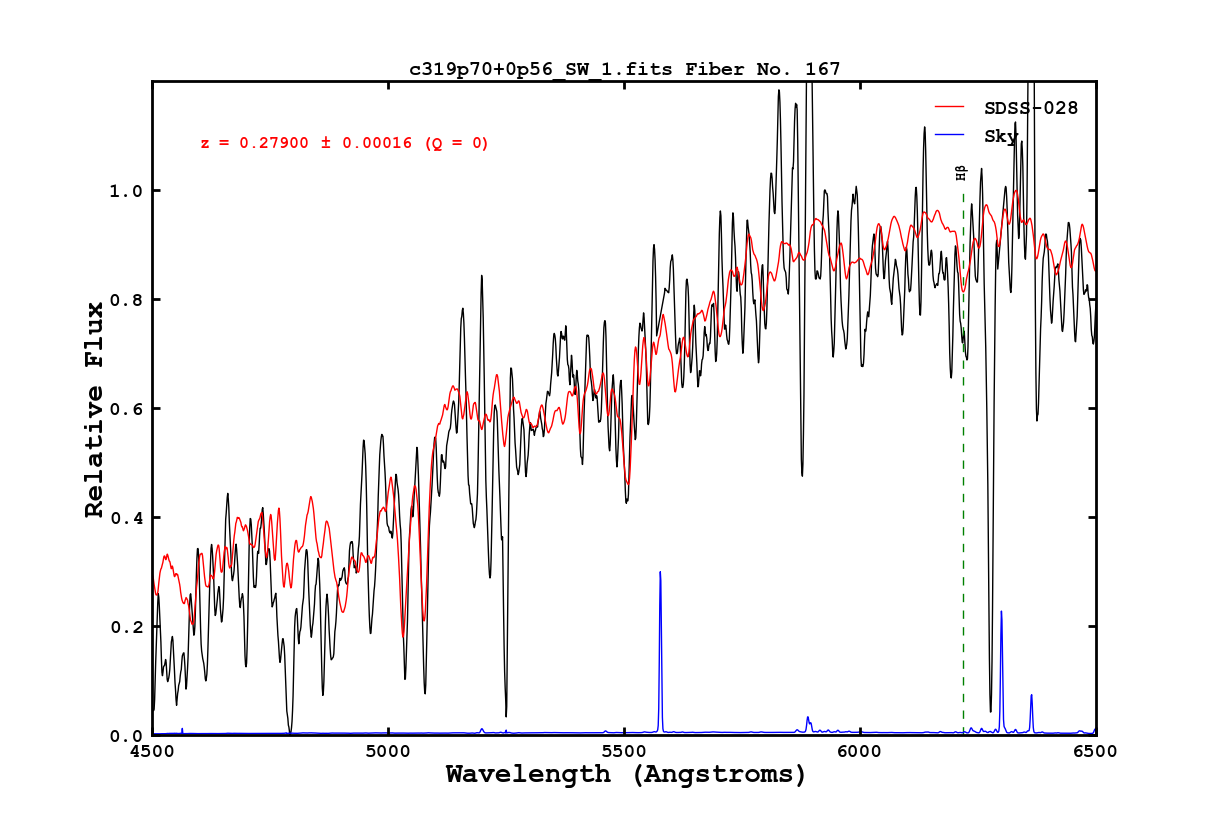 c319p70+0p56_SW_1.fits Fiber No. 167
SDSS-028
Sky
z = 0.27900 ± 0.00016 (Q = 0)
Hβ
1.0
0.8
0.6
0.4
0.2
0.0
Relative Flux
4500 5000 5500 6000 6500
Wavelength (Angstroms)